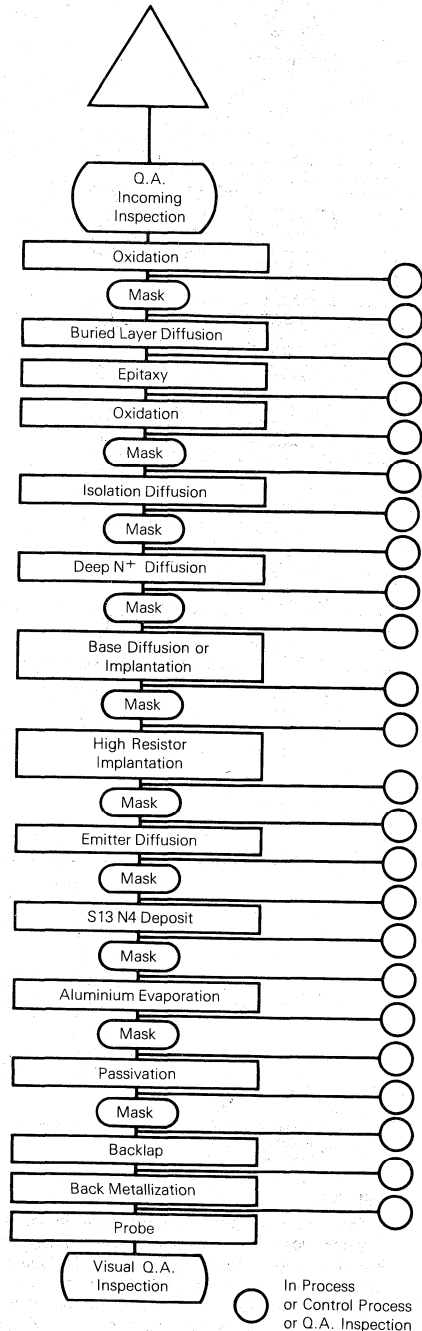 Q.A.
Incoming
Inspection
Oxidation
Mask
Buried Layer Diffusion
Epitaxy
Oxidation
Mask
Isolation Diffusion
Mask
Deep N+ Diffusion
Mask
Base Diffusion or
Implantation
Mask
High Resistor
Implantation
Mask
Emitter Diffusion
Mask
S13 N4 Deposit
Mask
Aluminium Evaporation
Mask
Passivation
Mask
Backlap
Back Metallization
Probe
Visual Q.A.
Inspection
In Process
or Control Process
or Q.A. Inspection